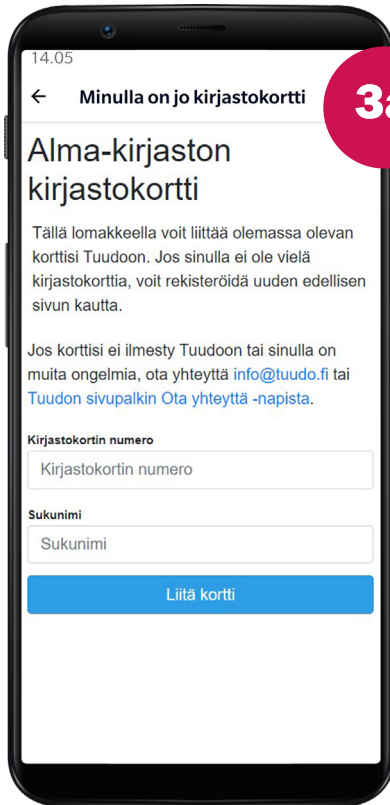 14.05
3a
Minulla on jo kirjastokortti
Alma-kirjaston
kirjastokortti
Tällä lomakkeella voit liittää olemassa olevan
korttisi Tuudoon. Jos sinulla ei ole vielä
kirjastokorttia, voit rekisteröidä uuden edellisen
sivun kautta.
Jos korttisi ei ilmesty Tuudoon tai sinulla on
muita ongelmia, ota yhteyttä info@tuudo.fi tai
Tuudon sivupalkin Ota yhteyttä -napista.
Kirjastokortin numero
Kirjastokortin numero
Sukunimi
Sukunimi
Liitä kortti